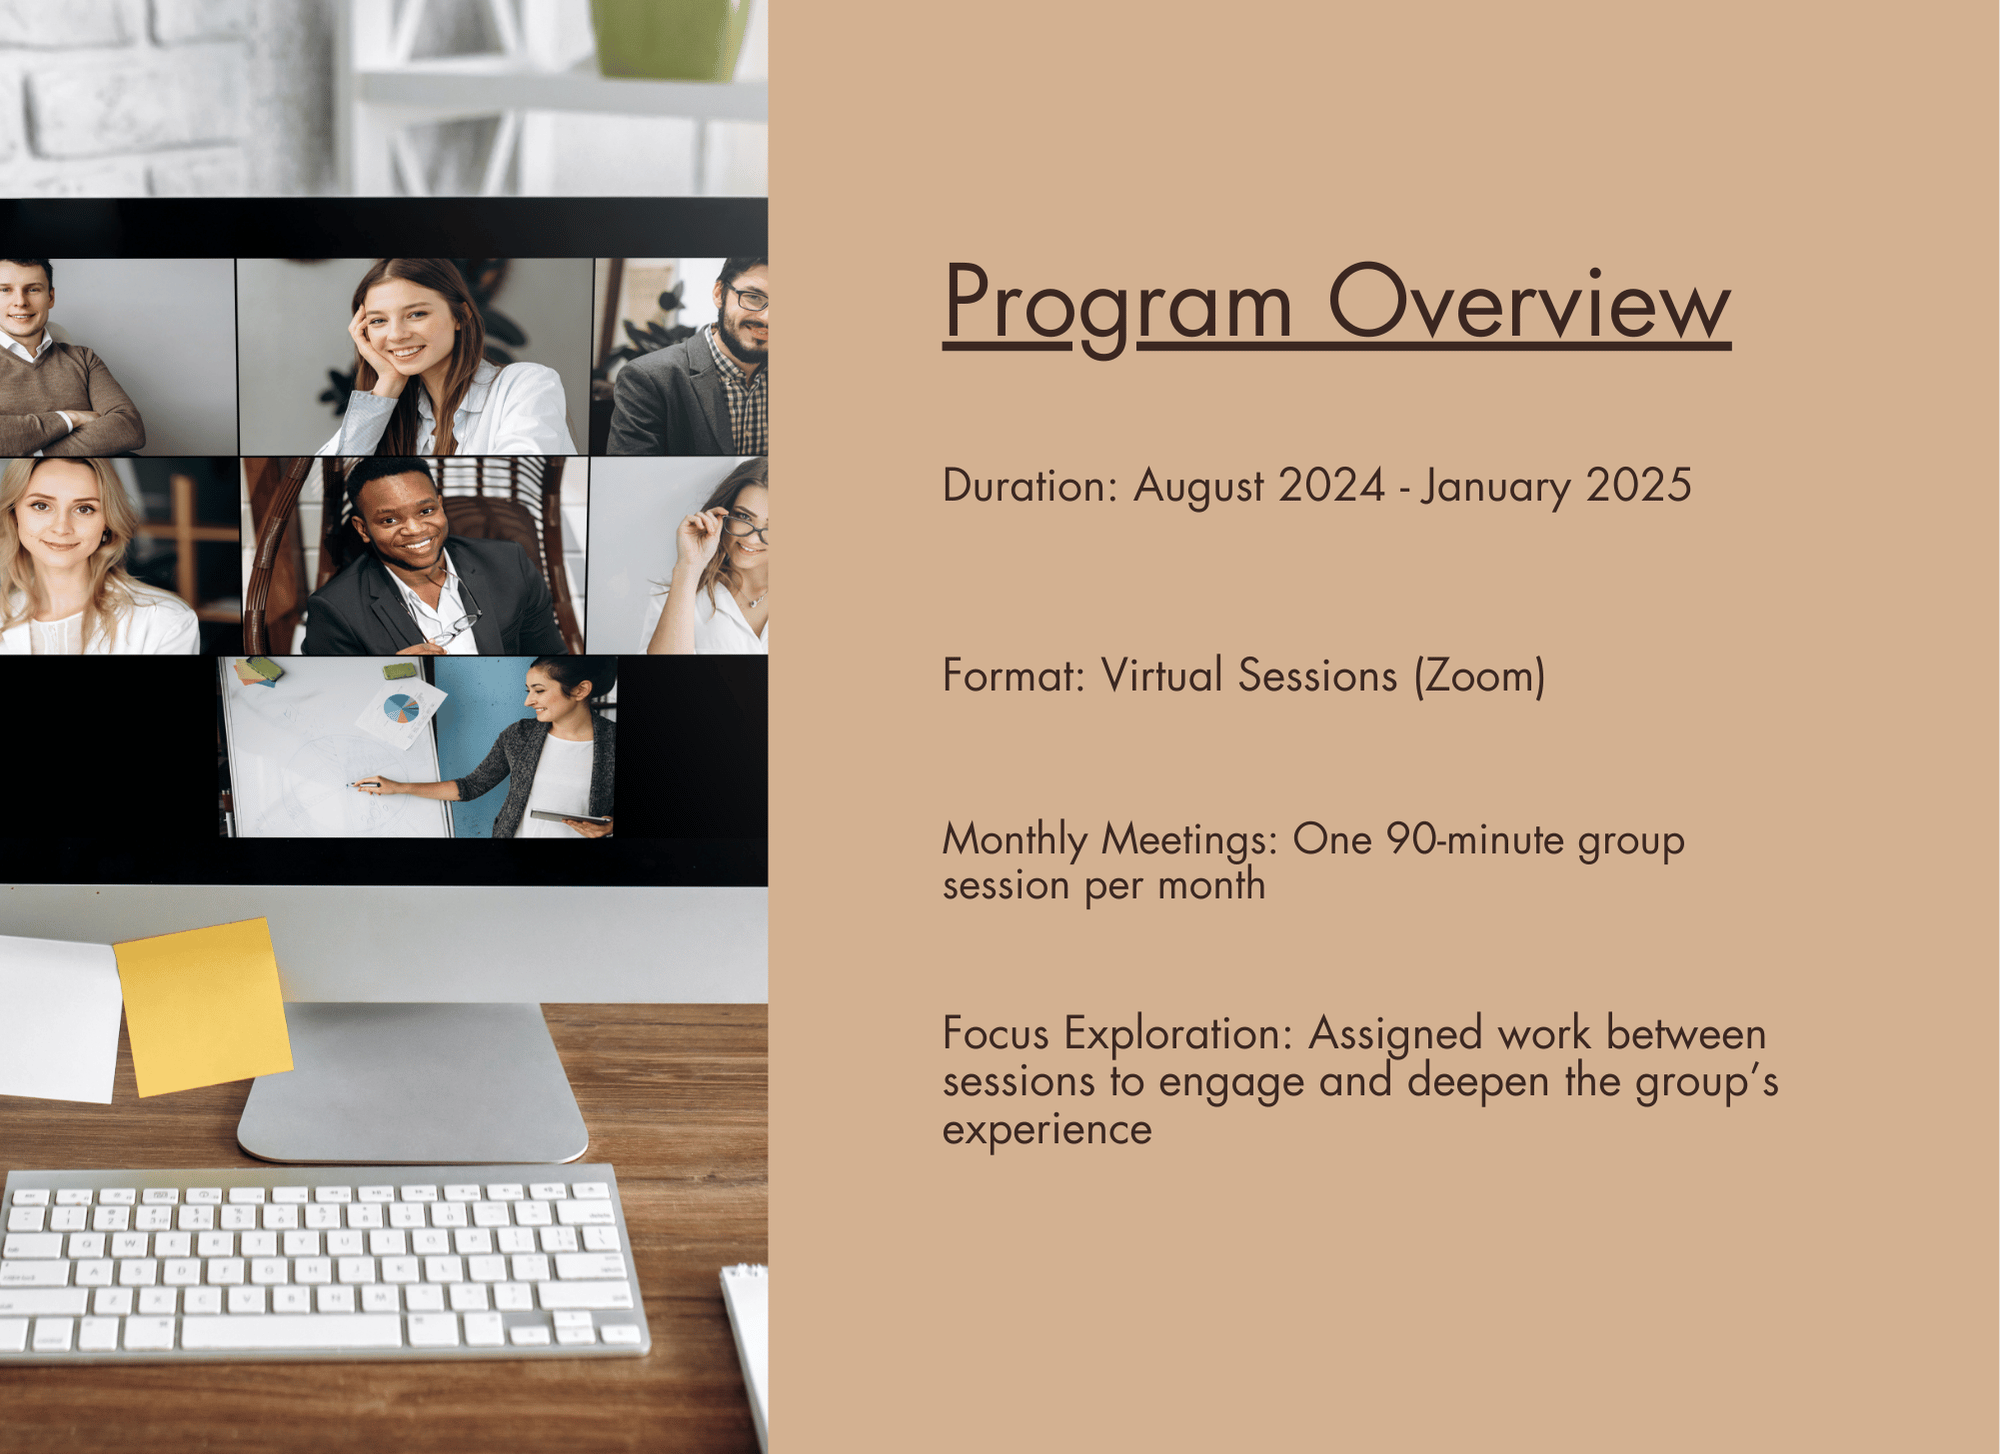 Program Overview
Duration: August 2024 - January 2025
Format: Virtual Sessions (Zoom)
Monthly Meetings: One 90-minute group
session per month
Focus Exploration: Assigned work between
sessions to engage and deepen the group’s
experience